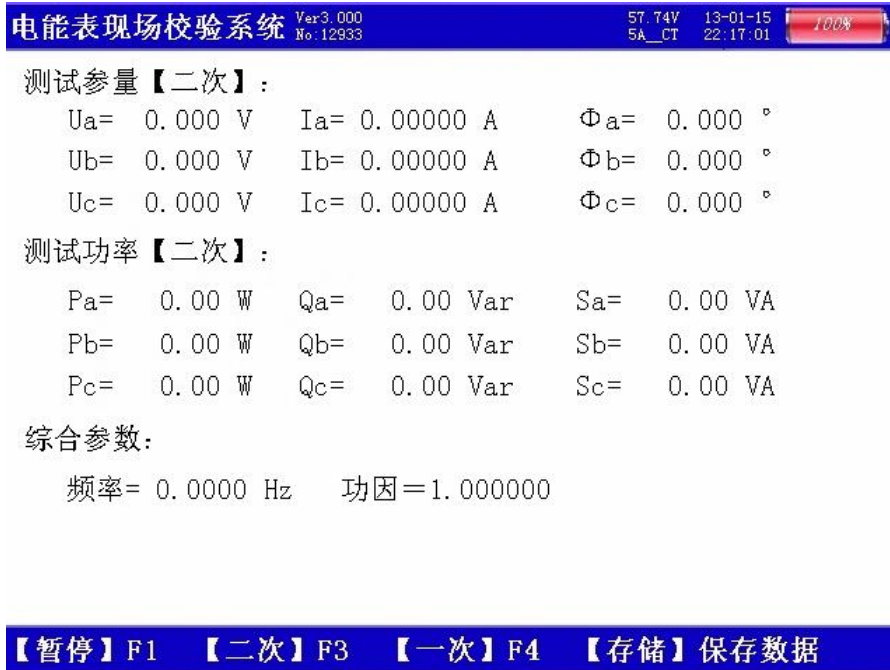 电能表现场校验系统 Ver3.000 No:12933 57.74V 5A__CT 13-01-15 22:17:01 100%
测试参量【二次】:
Ua= 0.000 V Ia= 0.00000 A Φa= 0.000 °
Ub= 0.000 V Ib= 0.00000 A Φb= 0.000 °
Uc= 0.000 V Ic= 0.00000 A Φc= 0.000 °
测试功率【二次】:
Pa= 0.00 W Qa= 0.00 Var Sa= 0.00 VA
Pb= 0.00 W Qb= 0.00 Var Sb= 0.00 VA
Pc= 0.00 W Qc= 0.00 Var Sc= 0.00 VA
综合参数:
频率= 0.0000 Hz 功因=1.000000
【暂停】F1 【二次】F3 【一次】F4 【存储】保存数据